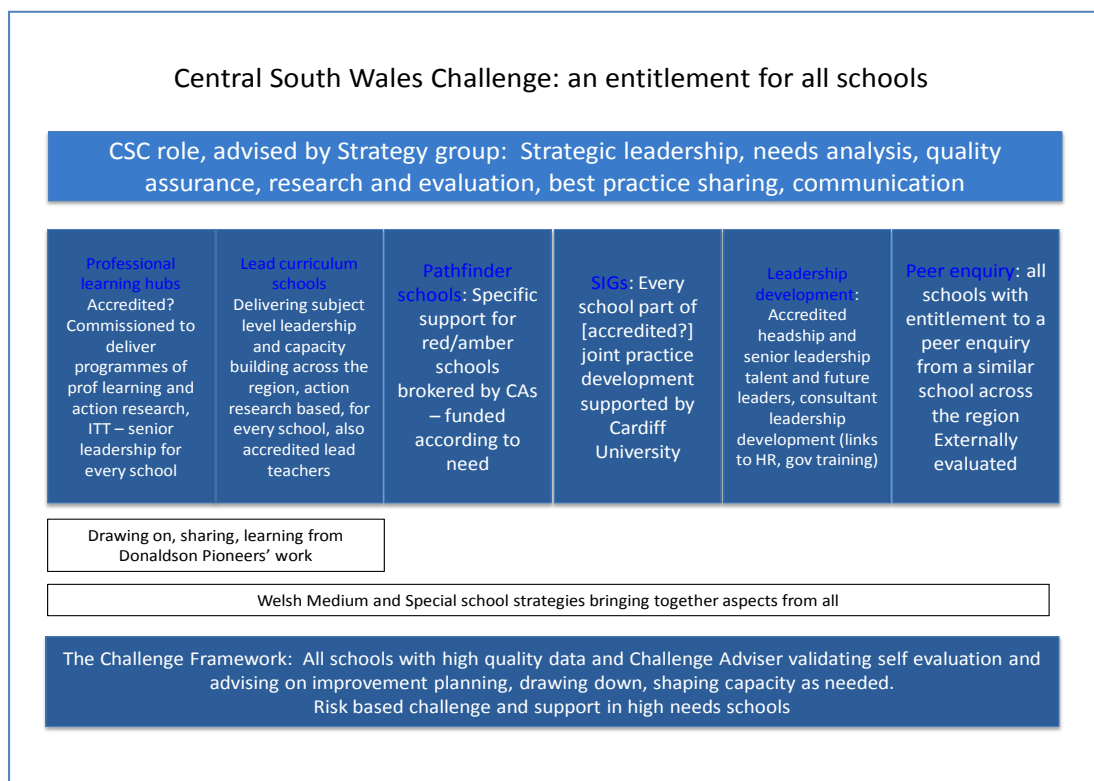 Central South Wales Challenge: an entitlement for all schools
CSC role, advised by Strategy group:  Strategic leadership, needs analysis, quality
assurance, research and evaluation, best practice sharing, communication
Professional
learning hubs
Accredited?
Commissioned to
deliver
programmes of
prof learning and
action research,
ITT – senior
leadership for
every school
Lead curriculum
schools
Delivering subject
level leadership
and capacity
building across the
region, action
research based, for
every school, also
accredited lead
teachers
Pathfinder
schools: Specific
support for
red/amber
schools
brokered by CAs
– funded
according to
need
SIGs: Every
school part of
[accredited?]
joint practice
development
supported by
Cardiff
University
Leadership
development:
Accredited
headship and
senior leadership
talent and future
leaders, consultant
leadership
development (links
to HR, gov training)
Peer enquiry: all
schools with
entitlement to a
peer enquiry
from a similar
school across
the region
Externally
evaluated
Drawing on, sharing, learning from
Donaldson Pioneers' work
Welsh Medium and Special school strategies bringing together aspects from all
The Challenge Framework:  All schools with high quality data and Challenge Adviser validating self evaluation and
advising on improvement planning, drawing down, shaping capacity as needed.
Risk based challenge and support in high needs schools